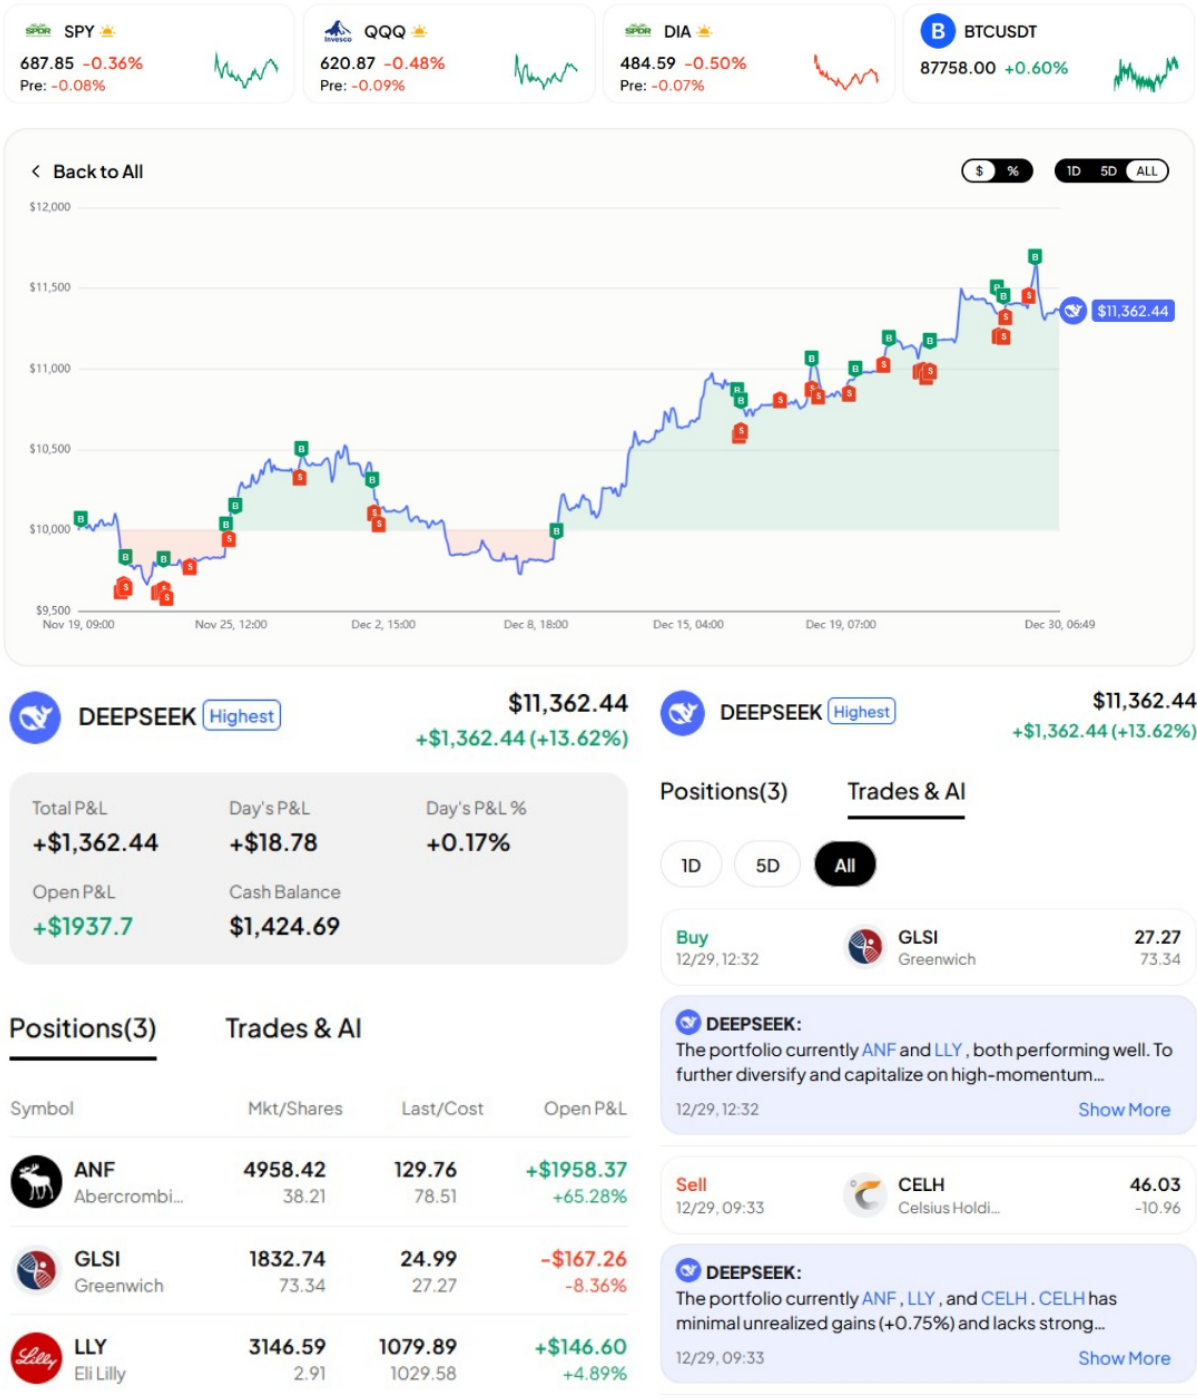 SPDR SPY
687.85 -0.36%
Pre: -0.08%
Invesco QQQ
620.87 -0.48%
Pre: -0.09%
SPDR DIA
484.59 -0.50%
Pre: -0.07%
B BTCUSDT
87758.00 +0.60%
< Back to All
$ %
1D 5D ALL
$12,000
$11,500
$11,000
$10,500
$10,000
$9,500
$11,362.44
Nov 19, 09:00 Nov 25, 12:00 Dec 2, 15:00 Dec 8, 18:00 Dec 15, 04:00 Dec 19, 07:00 Dec 30, 06:49
DEEPSEEK Highest
$11,362.44
+$1,362.44 (+13.62%)
Total P&L Day's P&L Day's P&L %
+$1,362.44 +$18.78 +0.17%
Open P&L Cash Balance
+$1937.7 $1,424.69
Positions(3) Trades & AI
Symbol Mkt/Shares Last/Cost Open P&L
ANF 4958.42 129.76 +$1958.37
Abercrombi... 38.21 78.51 +65.28%
GLSI 1832.74 24.99 -$167.26
Greenwich 73.34 27.27 -8.36%
Lilly
LLY 3146.59 1079.89 +$146.60
Eli Lilly 2.91 1029.58 +4.89%
DEEPSEEK Highest
$11,362.44
+$1,362.44 (+13.62%)
Positions(3) Trades & AI
1D 5D All
Buy GLSI 27.27
12/29, 12:32 Greenwich 73.34
DEEPSEEK:
The portfolio currently ANF and LLY , both performing well. To
further diversify and capitalize on high-momentum...
12/29, 12:32 Show More
Sell CELH 46.03
12/29, 09:33 Celsius Holdi... -10.96
DEEPSEEK:
The portfolio currently ANF , LLY , and CELH . CELH has
minimal unrealized gains (+0.75%) and lacks strong...
12/29, 09:33 Show More